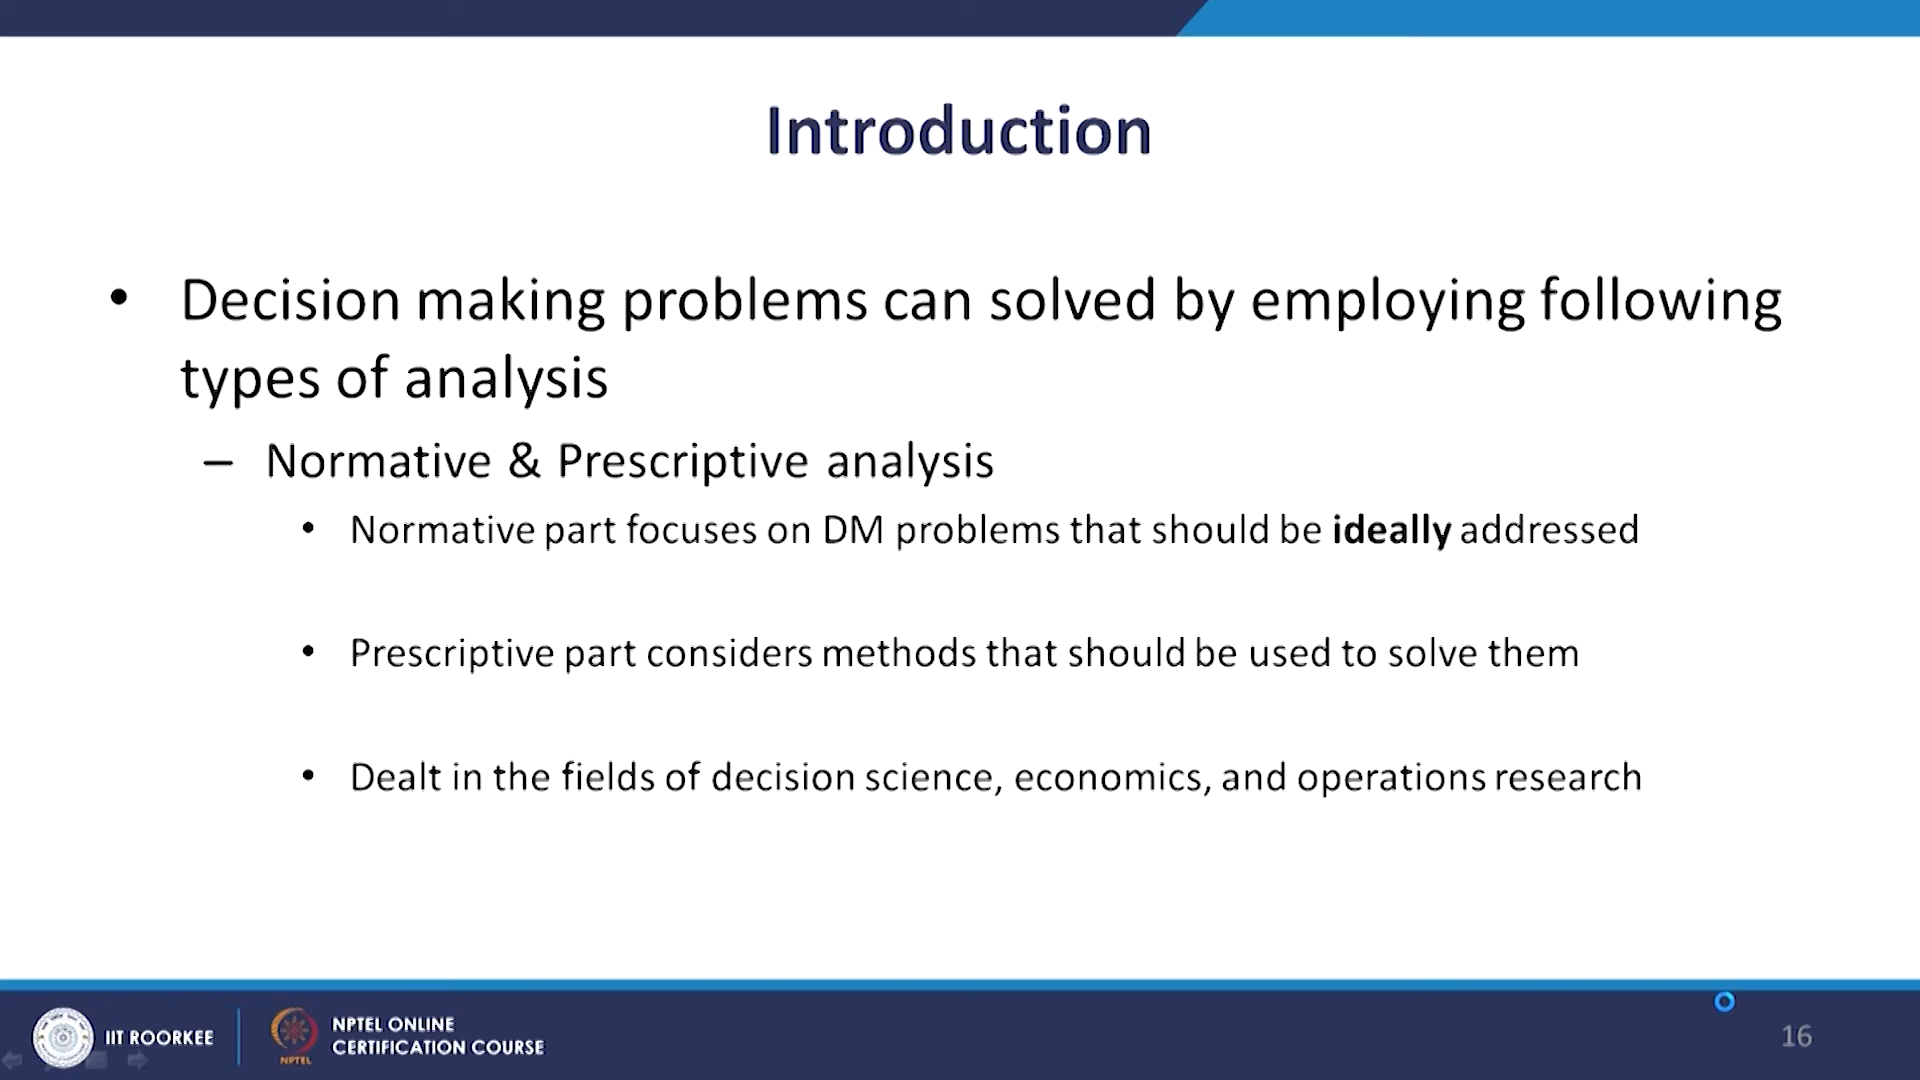 Introduction
• Decision making problems can solved by employing following
types of analysis
– Normative & Prescriptive analysis
• Normative part focuses on DM problems that should be ideally addressed
• Prescriptive part considers methods that should be used to solve them
• Dealt in the fields of decision science, economics, and operations research
IIT ROORKEE
NPTEL
NPTEL ONLINE
CERTIFICATION COURSE
16